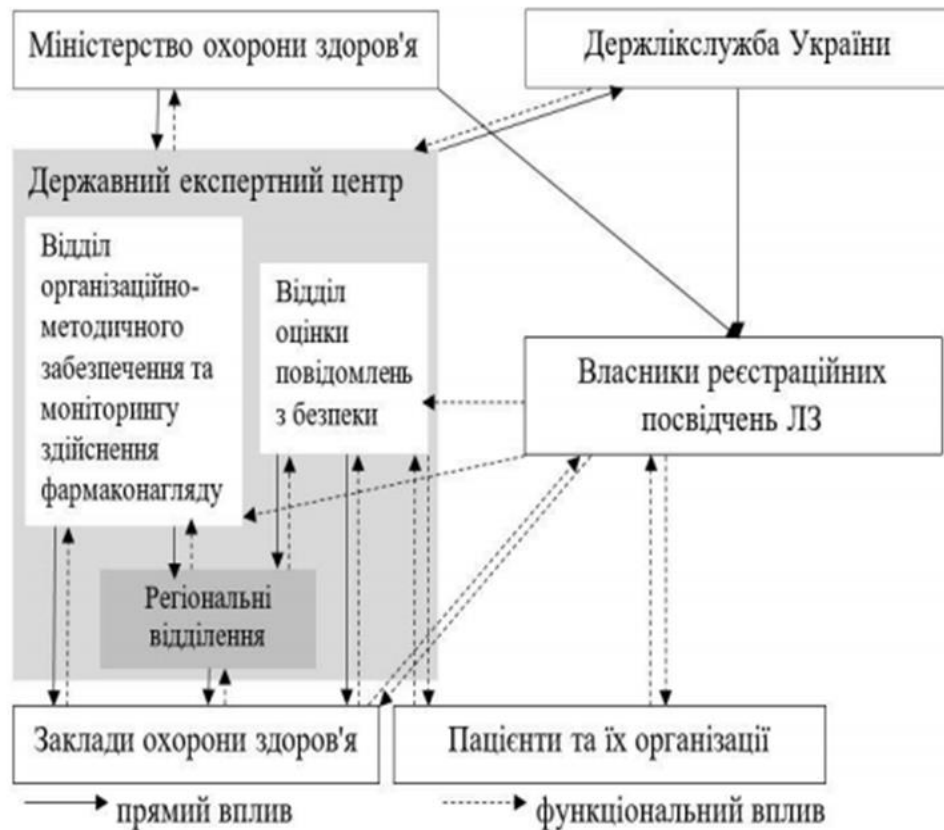 Міністерство охорони здоров'я
Держлікслужба України
Державний експертний центр
Відділ
організаційно-
методичного
забезпечення та
моніторингу
здійснення
фармаконагляду
Відділ
оцінки
повідомлень
з безпеки
Власники реєстраційних
посвідчень ЛЗ
Регіональні
відділення
Заклади охорони здоров'я
Пацієнти та їх організації
прямий вплив
функціональний вплив